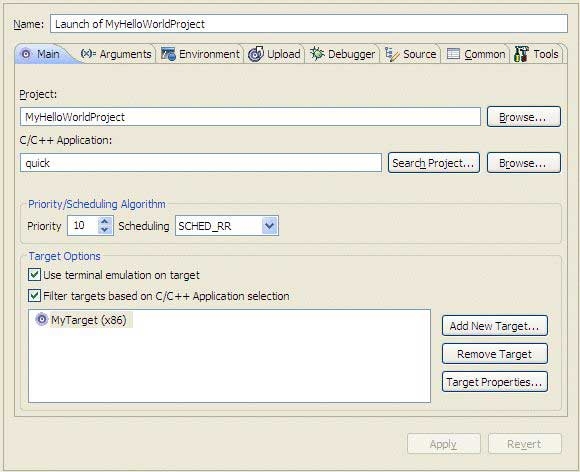 Name: Launch of MyHelloWorldProject
Main (x)= Arguments Environment Upload Debugger Source Common Tools
Project:
MyHelloWorldProject Browse...
C/C++ Application:
quick Search Project... Browse...
Priority/Scheduling Algorithm
Priority 10 Scheduling SCHED_RR
Target Options
Use terminal emulation on target
Filter targets based on C/C++ Application selection
MyTarget (x86)
Add New Target...
Remove Target
Target Properties...
Apply Revert